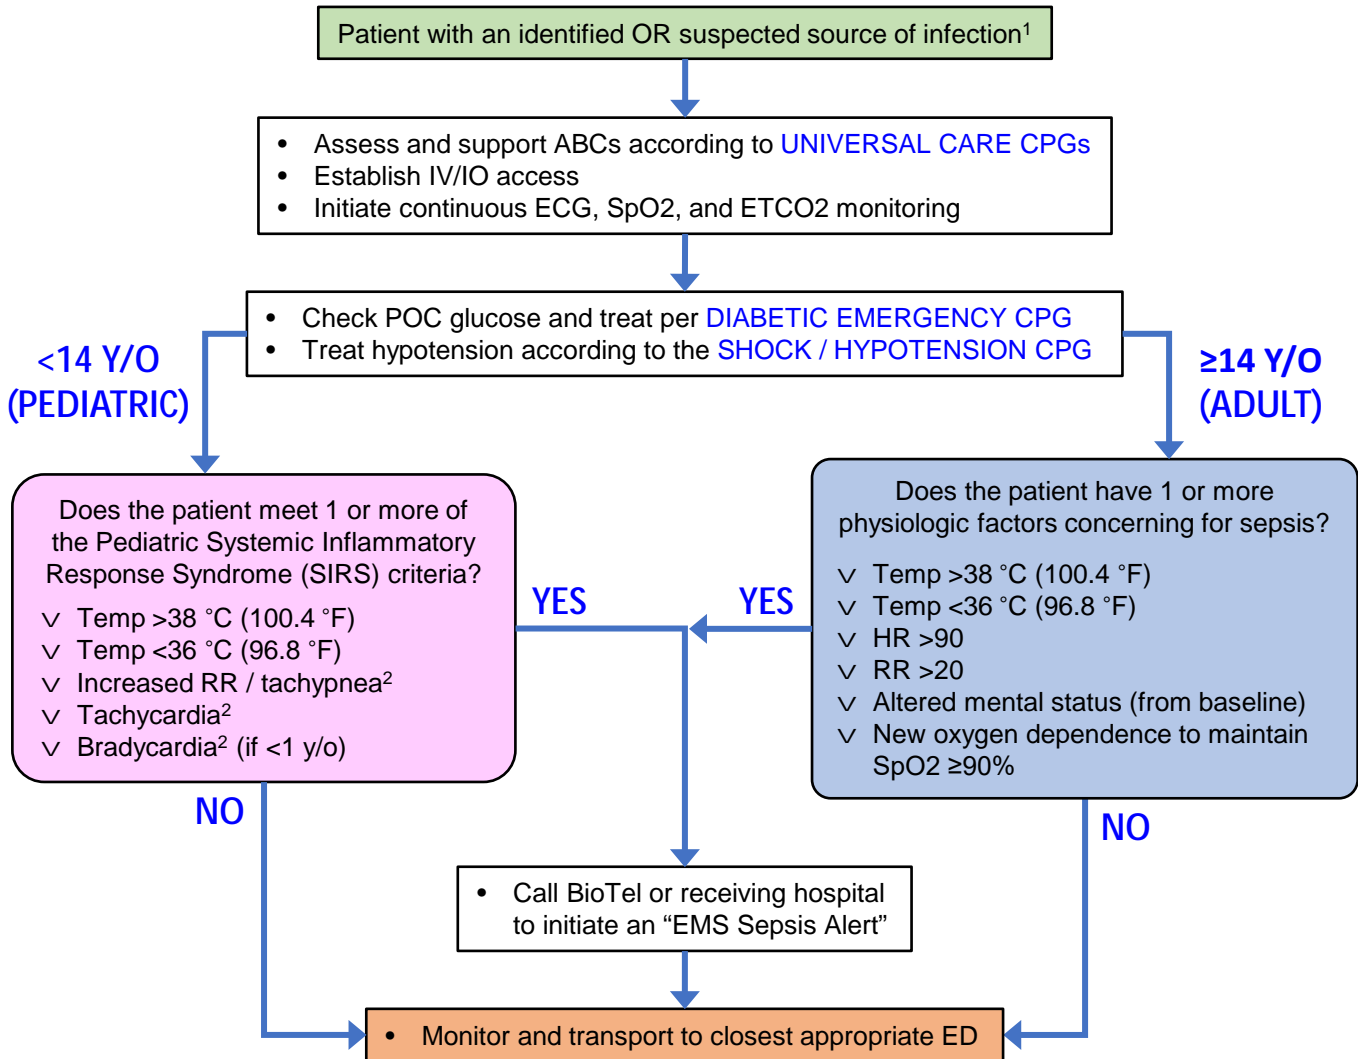 Patient with an identified OR suspected source of infection¹
• Assess and support ABCs according to UNIVERSAL CARE CPGs
• Establish IV/IO access
• Initiate continuous ECG, SpO2, and ETCO2 monitoring
• Check POC glucose and treat per DIABETIC EMERGENCY CPG
• Treat hypotension according to the SHOCK / HYPOTENSION CPG
<14 Y/O
(PEDIATRIC)
≥14 Y/O
(ADULT)
Does the patient meet 1 or more of
the Pediatric Systemic Inflammatory
Response Syndrome (SIRS) criteria?
v Temp >38 °C (100.4 °F)
v Temp <36 °C (96.8 °F)
v Increased RR / tachypnea²
v Tachycardia²
v Bradycardia² (if <1 y/o)
YES
YES
Does the patient have 1 or more
physiologic factors concerning for sepsis?
v Temp >38 °C (100.4 °F)
v Temp <36 °C (96.8 °F)
v HR >90
v RR >20
v Altered mental status (from baseline)
v New oxygen dependence to maintain
SpO2 ≥90%
NO
NO
• Call BioTel or receiving hospital
to initiate an “EMS Sepsis Alert”
• Monitor and transport to closest appropriate ED